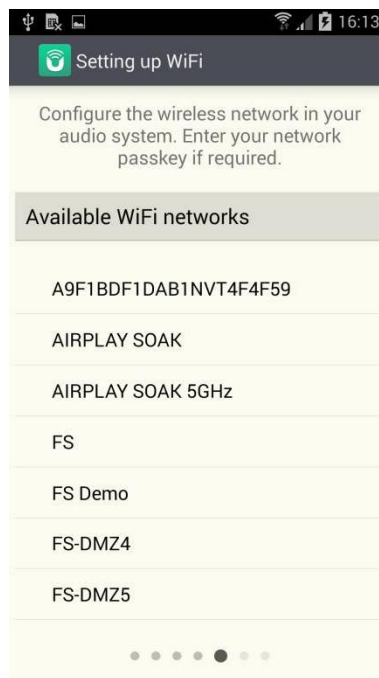 16:13
Setting up WiFi
Configure the wireless network in your
audio system. Enter your network
passkey if required.
Available WiFi networks
A9F1BDF1DAB1NVT4F4F59
AIRPLAY SOAK
AIRPLAY SOAK 5GHz
FS
FS Demo
FS-DMZ4
FS-DMZ5